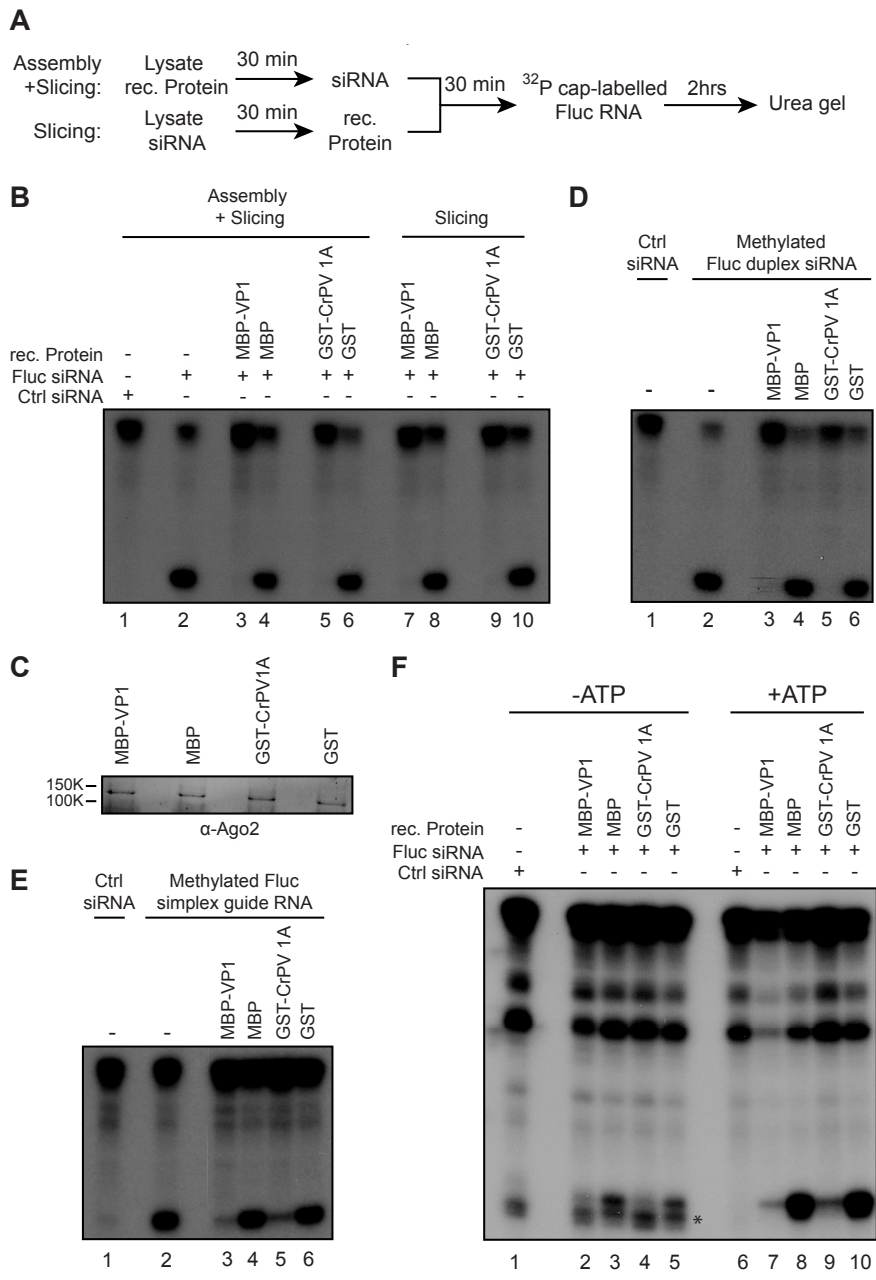 A
Assembly +Slicing: Lysate rec. Protein 30 min siRNA
Slicing: Lysate siRNA 30 min rec. Protein
30 min 32P cap-labelled Fluc RNA 2hrs Urea gel
B
Assembly + Slicing
Slicing
MBP-VP1 MBP GST-CrPV 1A GST MBP-VP1 MBP GST-CrPV 1A GST
rec. Protein - -
Fluc siRNA - + + + + + + + + +
Ctrl siRNA + - - - - - - - - -
1 2 3 4 5 6 7 8 9 10
D
Ctrl siRNA
Methylated Fluc duplex siRNA
- - MBP-VP1 MBP GST-CrPV 1A GST
1 2 3 4 5 6
C
MBP-VP1 MBP GST-CrPV1A GST
150K
100K
α-Ago2
E
Ctrl siRNA
Methylated Fluc simplex guide RNA
- - MBP-VP1 MBP GST-CrPV 1A GST
1 2 3 4 5 6
F
-ATP +ATP
MBP-VP1 MBP GST-CrPV 1A GST MBP-VP1 MBP GST-CrPV 1A GST
rec. Protein - -
Fluc siRNA - + + + + - + + + +
Ctrl siRNA + - - - - + - - - -
*
1 2 3 4 5 6 7 8 9 10